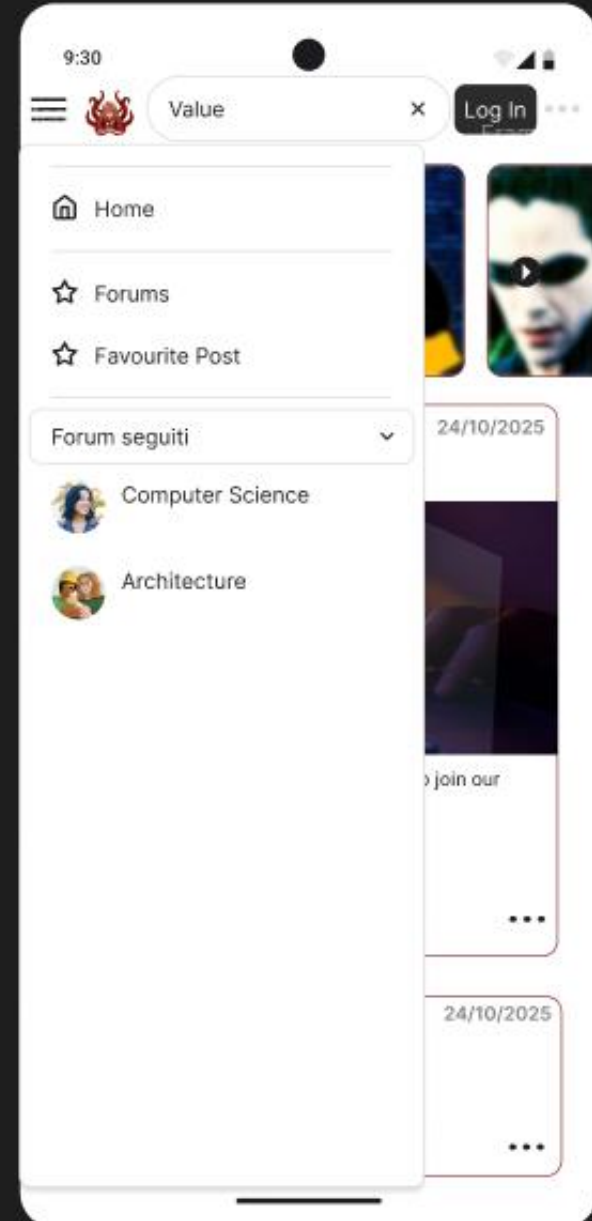 9:30
Value
Log In
Home
Forums
Favourite Post
Forum seguiti
24/10/2025
Computer Science
Architecture
join our
24/10/2025